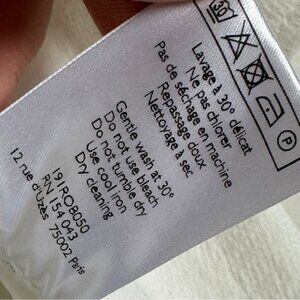 30
Lavage à 30° délicat
Ne pas chlorer
Pas de séchage en machine
Repassage doux
Nettoyage à sec
Gentle wash at 30°
Do not use bleach
Do not tumble dry
Use cool iron
Dry cleaning
191ROB050
RN 154 043
12 rue d'Uzès 75002 Paris